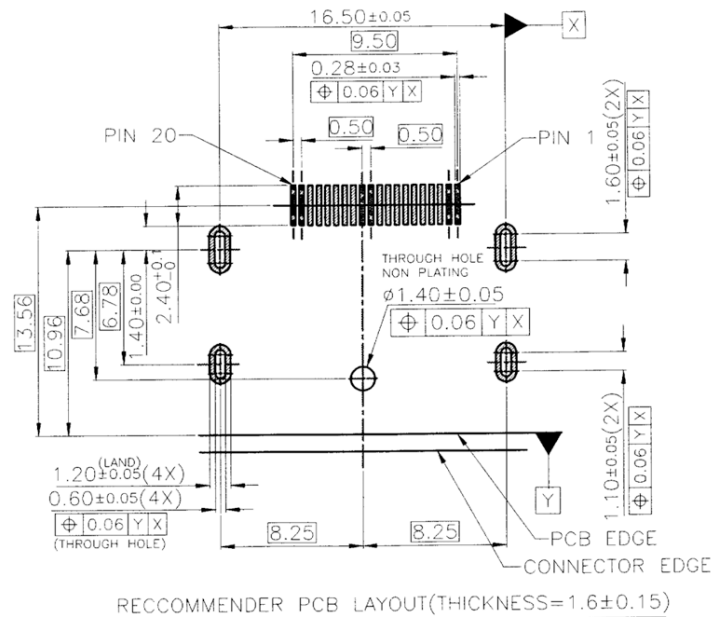 16.50±0.05
X
9.50
0.28±0.03
⌖ 0.06 Y X
PIN 20
0.50
0.50
PIN 1
1.60±0.05(2X)
⌖ 0.06 Y X
THROUGH HOLE
NON PLATING
ø1.40±0.05
⌖ 0.06 Y X
13.56
10.96
7.68
6.78
1.40±0.00
2.40+0.1-0
(LAND)
1.20±0.05(4X)
0.60±0.05(4X)
⌖ 0.06 Y X
(THROUGH HOLE)
1.10±0.05(2X)
⌖ 0.06 Y X
Y
8.25
8.25
PCB EDGE
CONNECTOR EDGE
RECCOMMENDER PCB LAYOUT(THICKNESS=1.6±0.15)